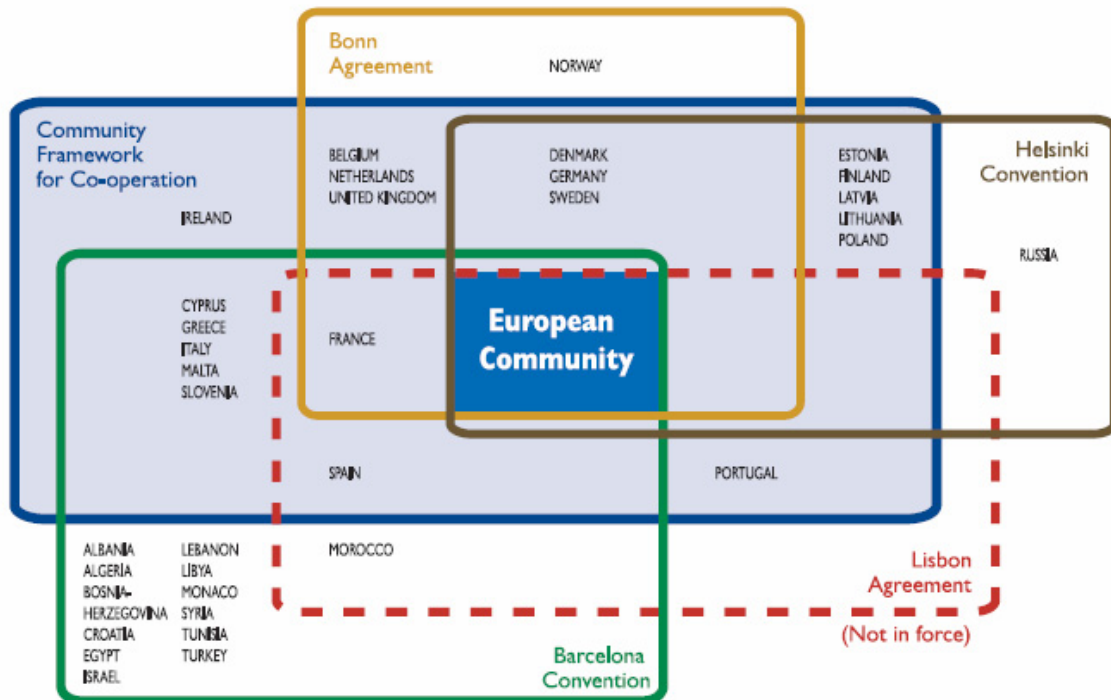 Bonn
Agreement
NORWAY
Community
Framework
for Co-operation
BELGIUM
NETHERLANDS
UNITED KINGDOM
DENMARK
GERMANY
SWEDEN
ESTONIA
FINLAND
LATVIA
LITHUANIA
POLAND
Helsinki
Convention
IRELAND
RUSSIA
CYPRUS
GREECE
ITALY
MALTA
SLOVENIA
FRANCE
European
Community
SPAIN
PORTUGAL
ALBANIA
ALGERIA
BOSNIA-
HERZEGOVINA
CROATIA
EGYPT
ISRAEL
LEBANON
LIBYA
MONACO
SYRIA
TUNISIA
TURKEY
MOROCCO
Lisbon
Agreement
(Not in force)
Barcelona
Convention